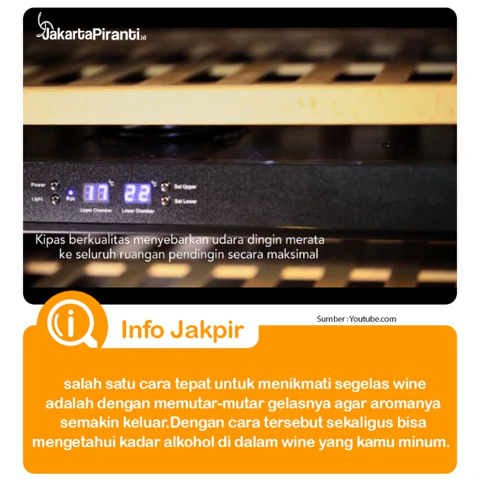 JakartaPiranti.id
Power
Light
Run
17 °C
22 °C
Set Upper
Set Lower
Upper Chamber
Lower Chamber
Kipas berkualitas menyebarkan udara dingin merata
ke seluruh ruangan pendingin secara maksimal
Sumber : Youtube.com
i Info Jakpir
salah satu cara tepat untuk menikmati segelas wine
adalah dengan memutar-mutar gelasnya agar aromanya
semakin keluar.Dengan cara tersebut sekaligus bisa
mengetahui kadar alkohol di dalam wine yang kamu minum.